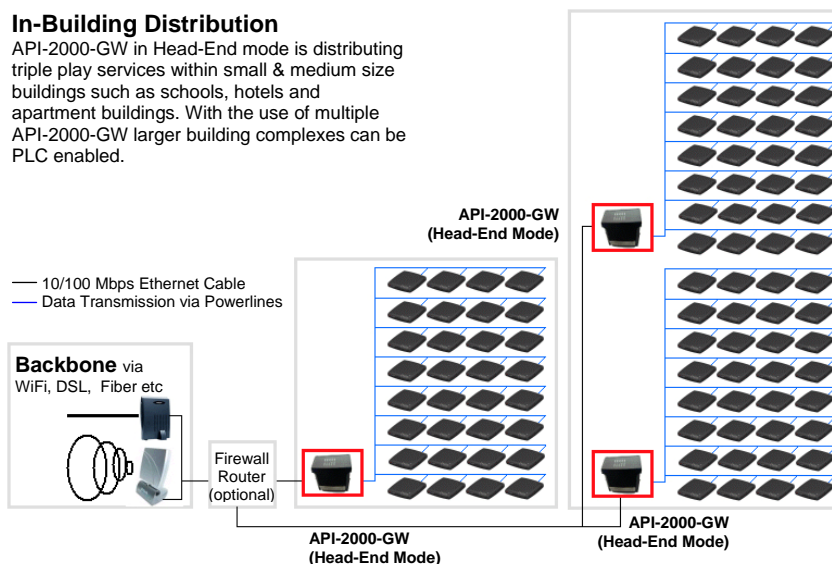 In-Building Distribution
API-2000-GW in Head-End mode is distributing
triple play services within small & medium size
buildings such as schools, hotels and
apartment buildings. With the use of multiple
API-2000-GW larger building complexes can be
PLC enabled.
API-2000-GW
(Head-End Mode)
10/100 Mbps Ethernet Cable
Data Transmission via Powerlines
Backbone via
WiFi, DSL, Fiber etc
Firewall
Router
(optional)
API-2000-GW
(Head-End Mode)
API-2000-GW
(Head-End Mode)